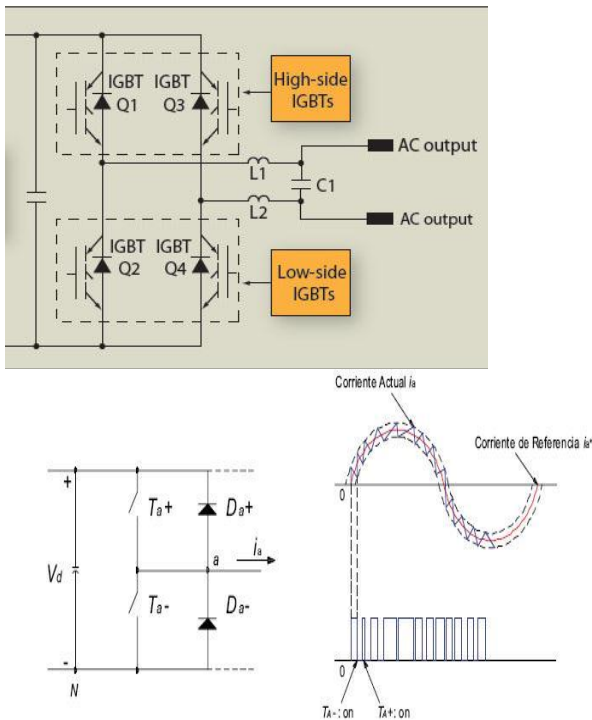 IGBT
Q1
IGBT
Q3
High-side
IGBTs
AC output
L1
C1
L2
AC output
IGBT
Q2
IGBT
Q4
Low-side
IGBTs
Corriente Actual ia
Corriente de Referencia ia*
0
+
Ta+
Da+
ia
a
Vd
Ta-
Da-
-
N
0
TA- : on
TA+: on